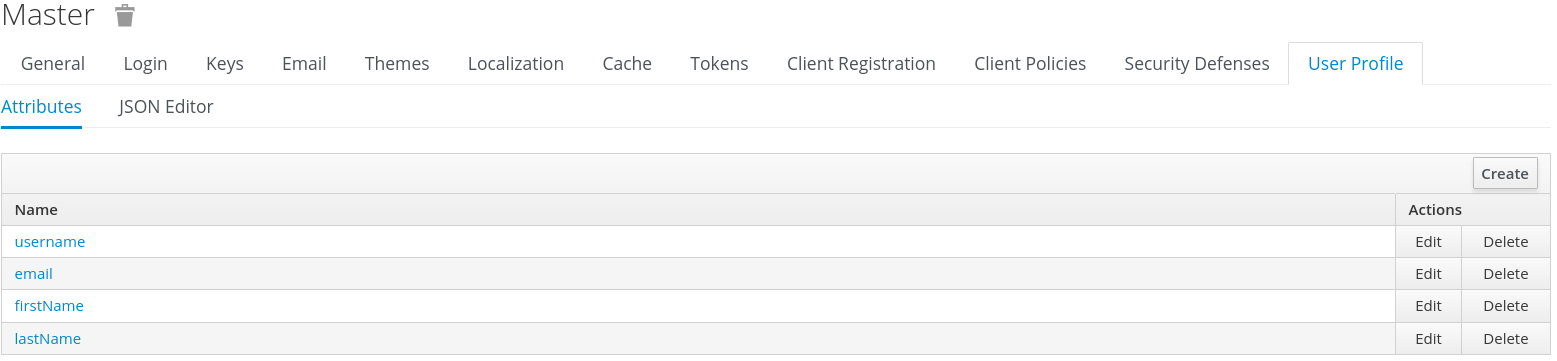 Master
General Login Keys Email Themes Localization Cache Tokens Client Registration Client Policies Security Defenses User Profile
Attributes JSON Editor
Create
Name Actions
username Edit Delete
email Edit Delete
firstName Edit Delete
lastName Edit Delete